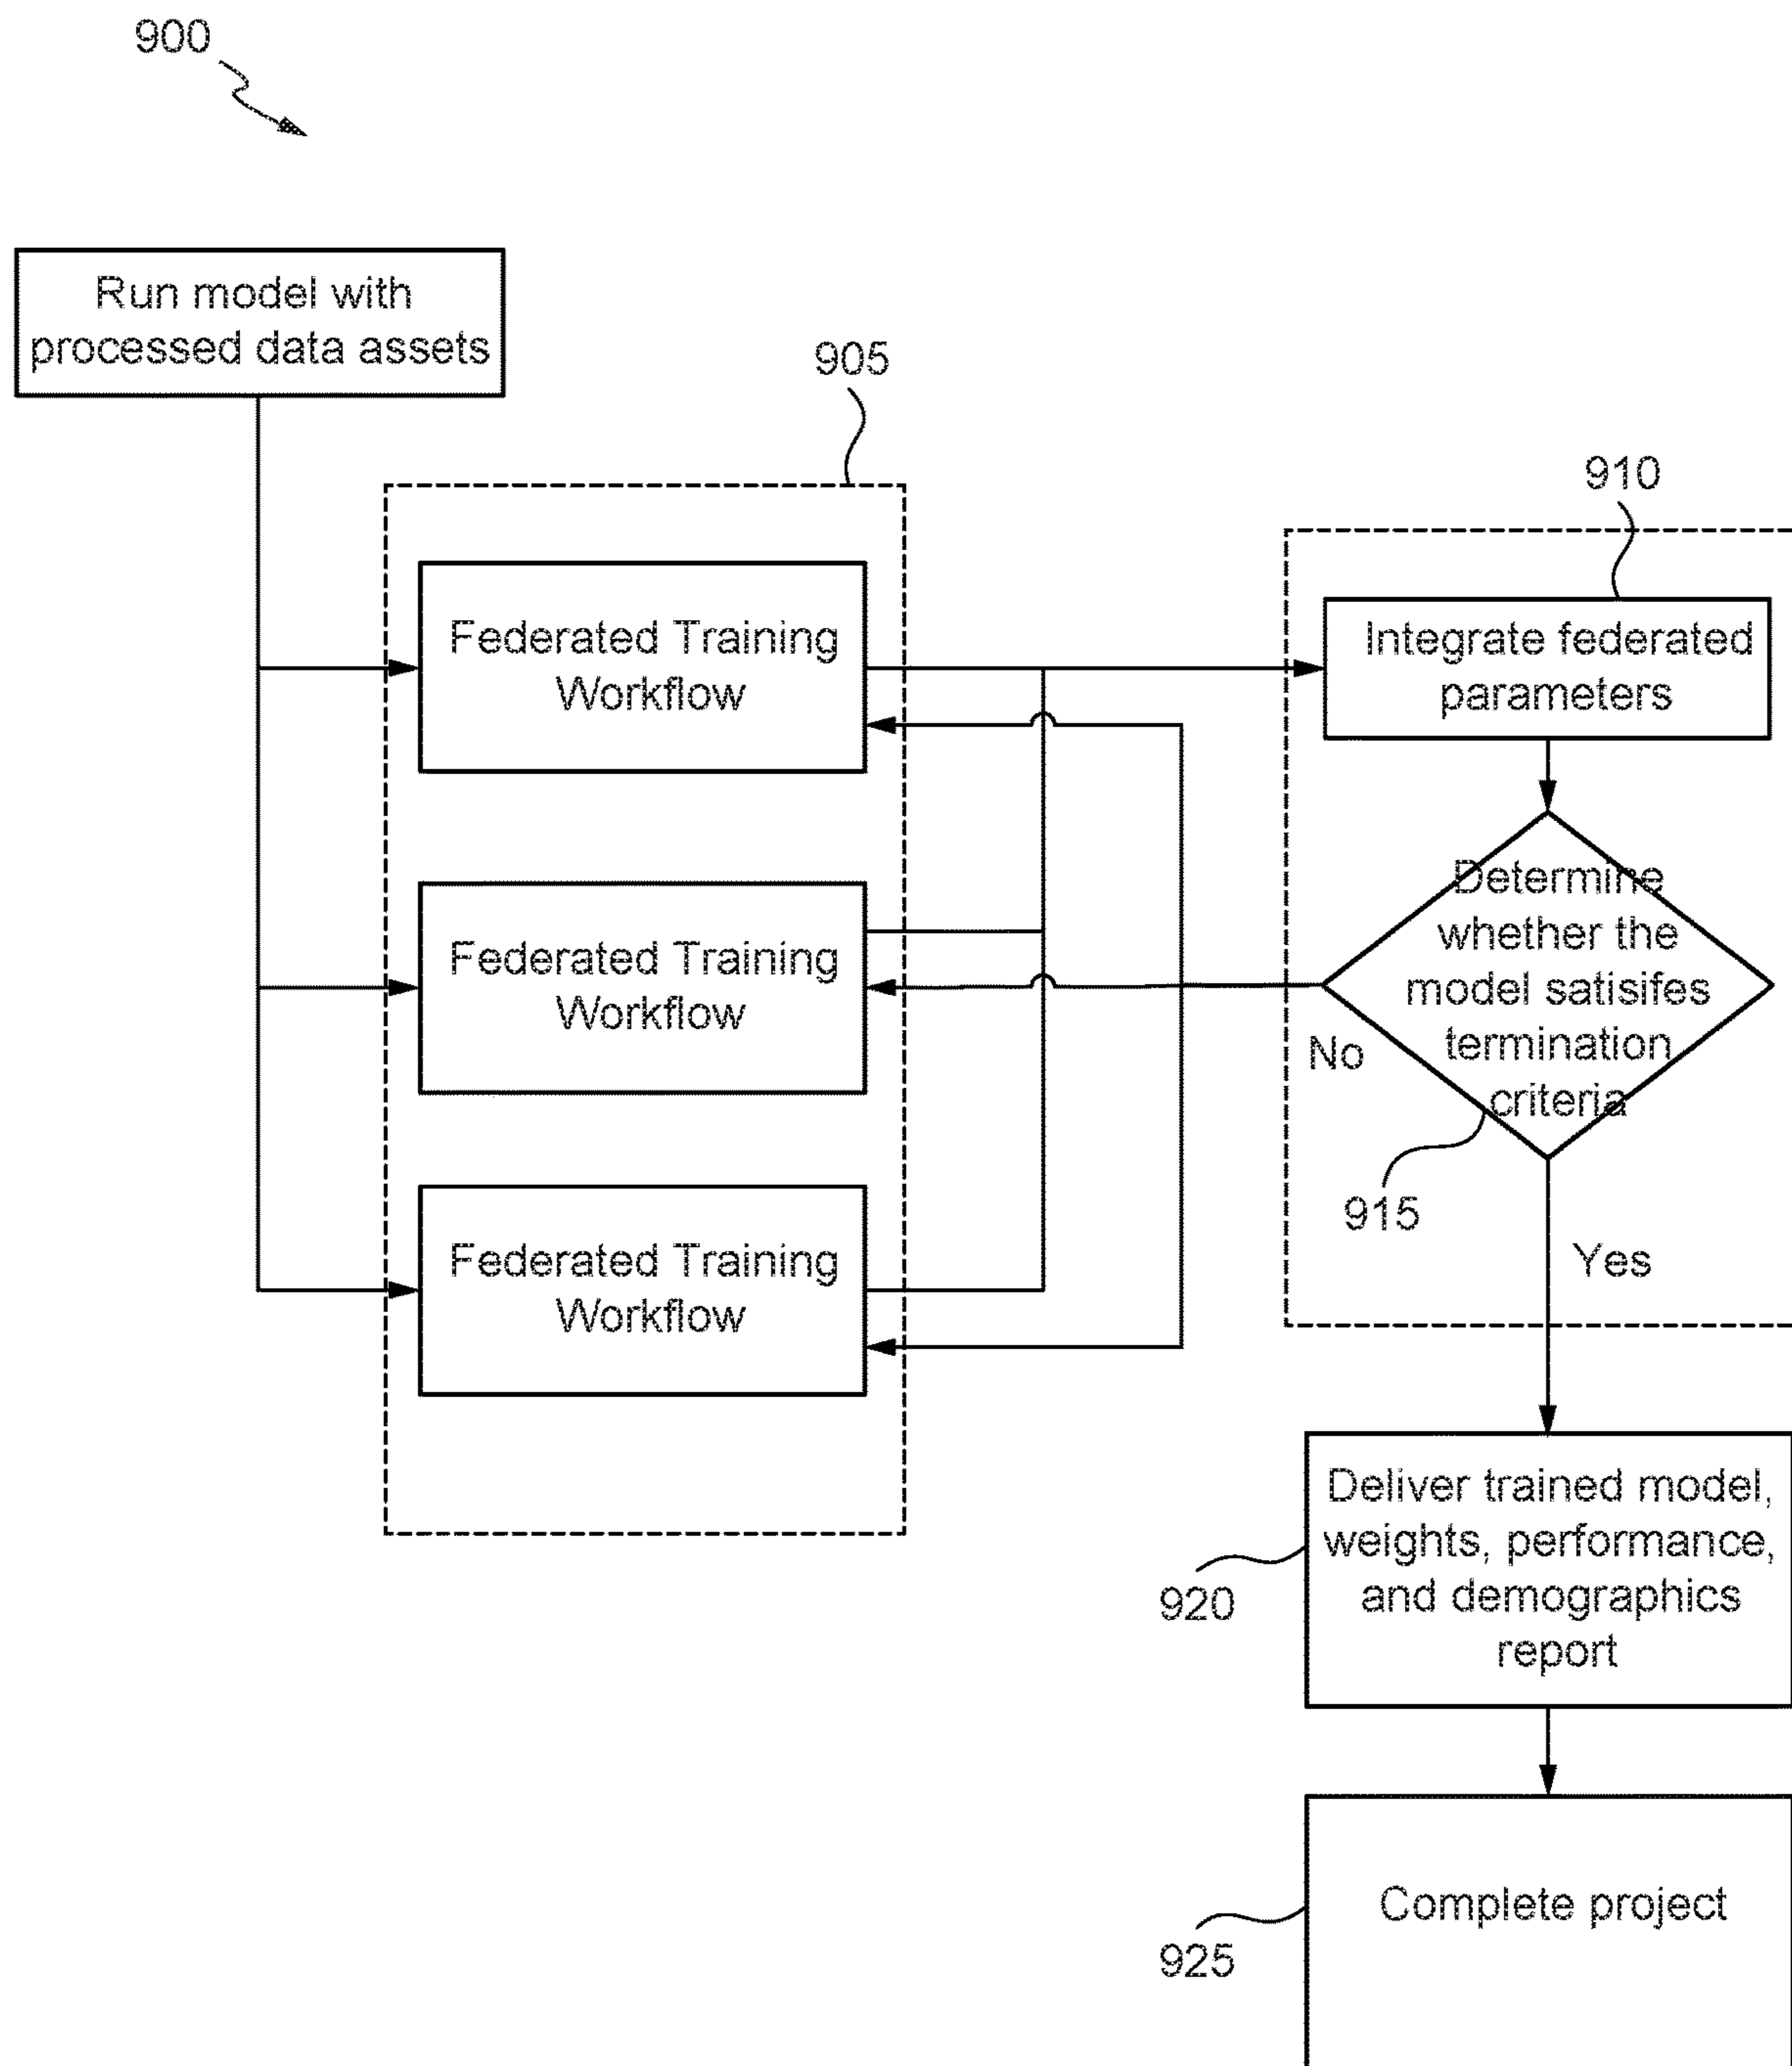 900
Run model with
processed data assets
905
910
Federated Training
Workflow
Integrate federated
parameters
Federated Training
Workflow
Determine
whether the
model satisifes
termination
criteria
No
915
Yes
Federated Training
Workflow
Deliver trained model,
weights, performance,
and demographics
report
920
Complete project
925